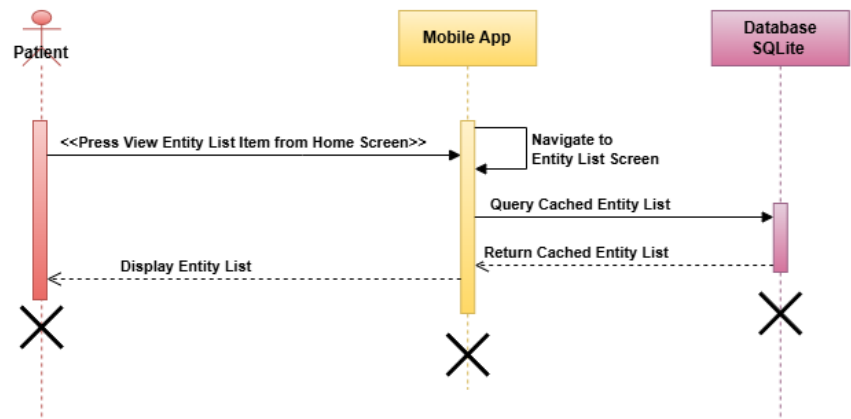 Patient
Mobile App
Database
SQLite
<<Press View Entity List Item from Home Screen>>
Navigate to
Entity List Screen
Query Cached Entity List
Return Cached Entity List
Display Entity List